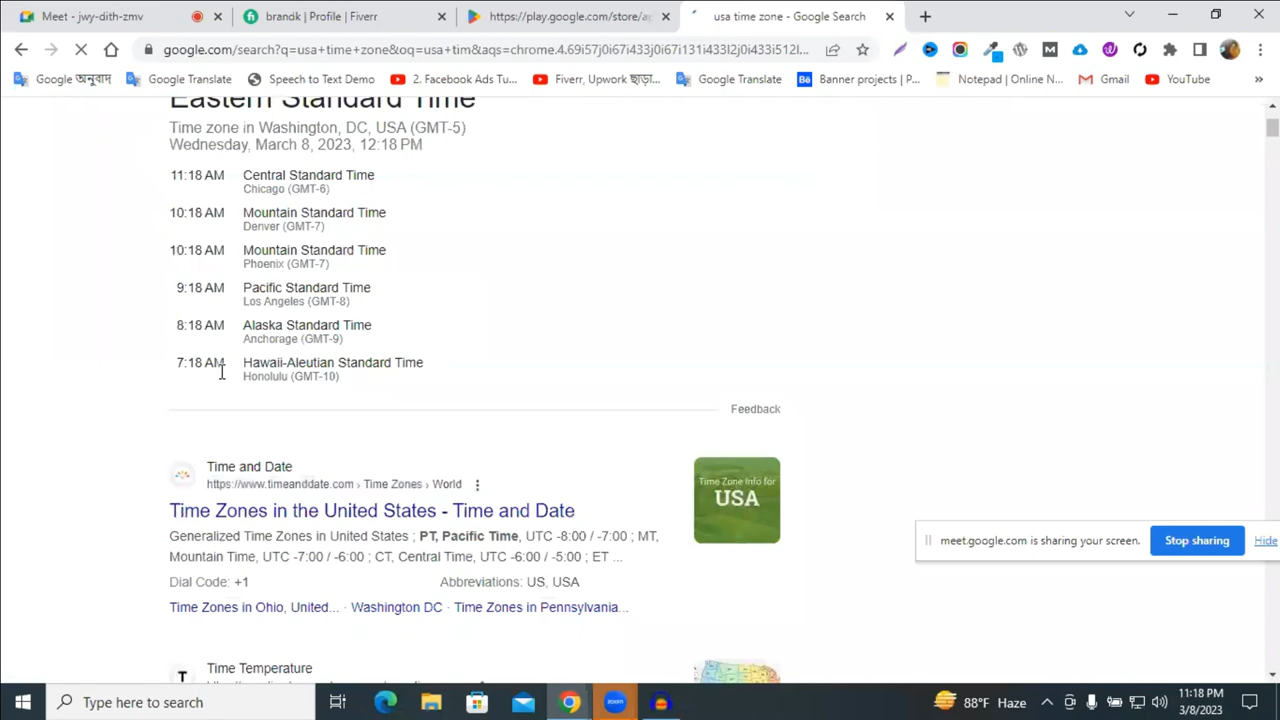 Meet - jwy-dith-zmv
brandk | Profile | Fiverr
https://play.google.com/store/ap
usa time zone - Google Search
google.com/search?q=usa+time+zone&oq=usa+tim&aqs=chrome.4.69i57j0i67i433j0i67i131i433l2j0i433i512l...
Google অনুবাদ
Google Translate
Speech to Text Demo
2. Facebook Ads Tu...
Fiverr, Upwork ছাড়া...
Google Translate
Banner projects | P...
Notepad | Online N...
Gmail
YouTube
»
Eastern Standard Time
Time zone in Washington, DC, USA (GMT-5)
Wednesday, March 8, 2023, 12:18 PM
11:18 AM Central Standard Time
Chicago (GMT-6)
10:18 AM Mountain Standard Time
Denver (GMT-7)
10:18 AM Mountain Standard Time
Phoenix (GMT-7)
9:18 AM Pacific Standard Time
Los Angeles (GMT-8)
8:18 AM Alaska Standard Time
Anchorage (GMT-9)
7:18 AM Hawaii-Aleutian Standard Time
Honolulu (GMT-10)
Feedback
Time and Date
https://www.timeanddate.com › Time Zones › World
Time Zones in the United States - Time and Date
Generalized Time Zones in United States ; PT, Pacific Time, UTC -8:00 / -7:00 ; MT,
Mountain Time, UTC -7:00 / -6:00 ; CT, Central Time, UTC -6:00 / -5:00 ; ET ...
Dial Code: +1 Abbreviations: US, USA
Time Zones in Ohio, United... · Washington DC · Time Zones in Pennsylvania...
Time Zone Info for
USA
meet.google.com is sharing your screen.
Stop sharing
Hide
T
Time Temperature
Type here to search
zoom
88°F Haze
11:18 PM
3/8/2023